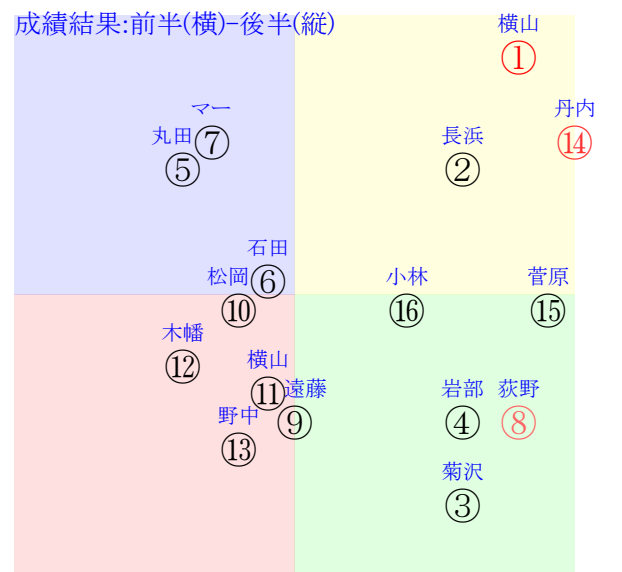 成績結果:前半(横)-後半(縦)
横山
①
マー
⑦
丹内
⑭
丸田
⑤
長浜
②
石田
⑥
松岡
⑩
小林
⑯
菅原
⑮
木幡
⑫
横山
⑪
遠藤
⑨
岩部
④
荻野
⑧
野中
⑬
菊沢
③